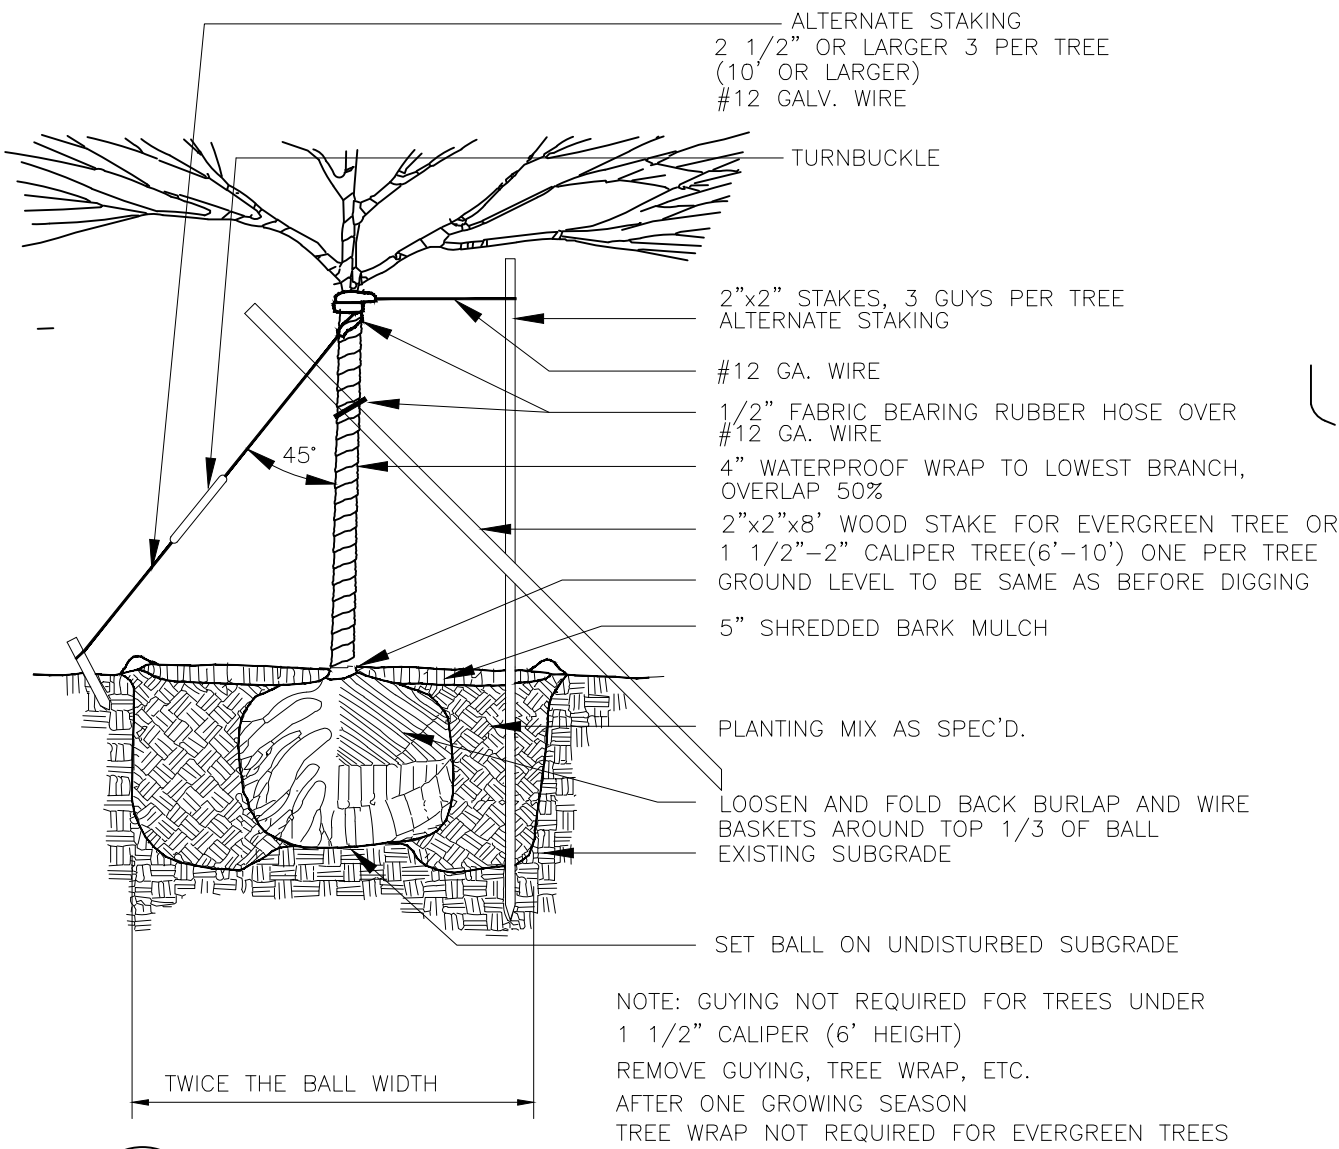 ALTERNATE STAKING
2 1/2" OR LARGER 3 PER TREE
(10' OR LARGER)
#12 GALV. WIRE
TURNBUCKLE
2"x2" STAKES, 3 GUYS PER TREE
ALTERNATE STAKING
#12 GA. WIRE
1/2" FABRIC BEARING RUBBER HOSE OVER
#12 GA. WIRE
45°
4" WATERPROOF WRAP TO LOWEST BRANCH,
OVERLAP 50%
2"x2"x8' WOOD STAKE FOR EVERGREEN TREE OR
1 1/2"-2" CALIPER TREE(6'-10') ONE PER TREE
GROUND LEVEL TO BE SAME AS BEFORE DIGGING
5" SHREDDED BARK MULCH
PLANTING MIX AS SPEC'D.
LOOSEN AND FOLD BACK BURLAP AND WIRE
BASKETS AROUND TOP 1/3 OF BALL
EXISTING SUBGRADE
SET BALL ON UNDISTURBED SUBGRADE
NOTE: GUYING NOT REQUIRED FOR TREES UNDER
1 1/2" CALIPER (6' HEIGHT)
REMOVE GUYING, TREE WRAP, ETC.
AFTER ONE GROWING SEASON
TREE WRAP NOT REQUIRED FOR EVERGREEN TREES
TWICE THE BALL WIDTH